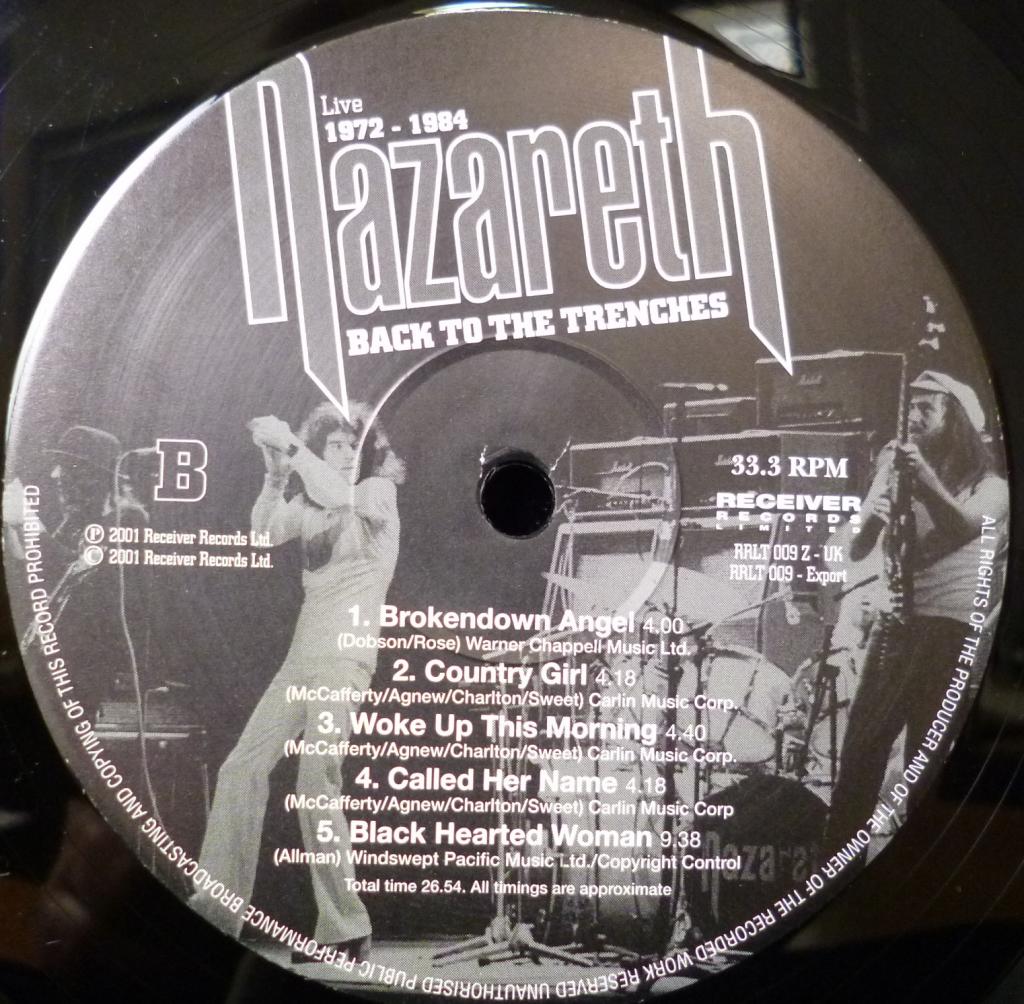 Live
1972 - 1984
Nazareth
BACK TO THE TRENCHES
B
℗ 2001 Receiver Records Ltd.
© 2001 Receiver Records Ltd.
33.3 RPM
RECEIVER
RECORDS
LIMITED
RRLT 009 Z - UK
RRLT 009 - Export
1. Brokendown Angel 4.00
(Dobson/Rose) Warner Chappell Music Ltd.
2. Country Girl 4.18
(McCafferty/Agnew/Charlton/Sweet) Carlin Music Corp.
3. Woke Up This Morning 4.40
(McCafferty/Agnew/Charlton/Sweet) Carlin Music Corp.
4. Called Her Name 4.18
(McCafferty/Agnew/Charlton/Sweet) Carlin Music Corp
5. Black Hearted Woman 9.38
(Allman) Windswept Pacific Music Ltd./Copyright Control
Total time 26.54. All timings are approximate
ALL RIGHTS OF THE PRODUCER AND OF THE OWNER OF THE RECORDED WORK RESERVED UNAUTHORISED PUBLIC PERFORMANCE BROADCASTING AND COPYING OF THIS RECORD PROHIBITED